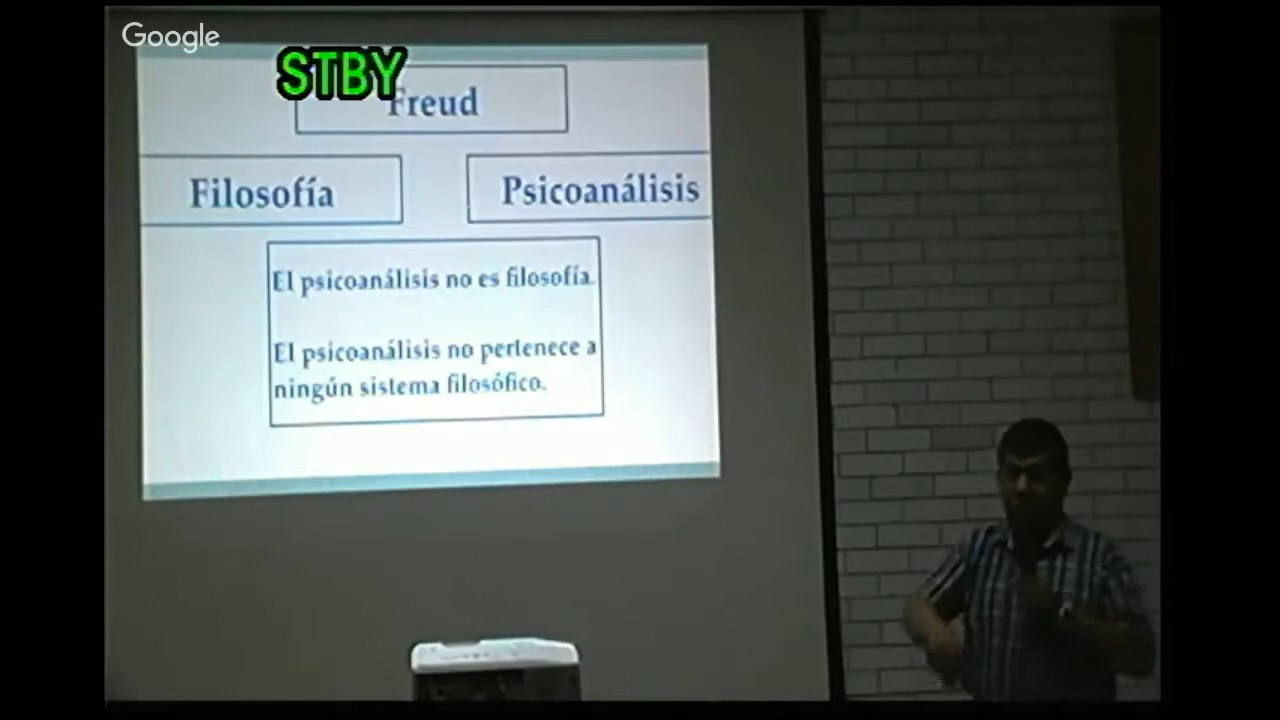 Google
STBY
Freud
Filosofía
Psicoanálisis
El psicoanálisis no es filosofía.
El psicoanálisis no pertenece a
ningún sistema filosófico.